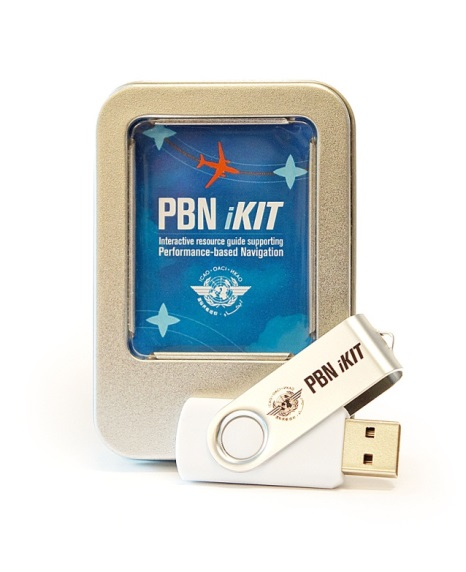 PBN iKIT
Interactive resource guide supporting
Performance-based Navigation
ICAO · OACI · ИКАО
PBN iKIT